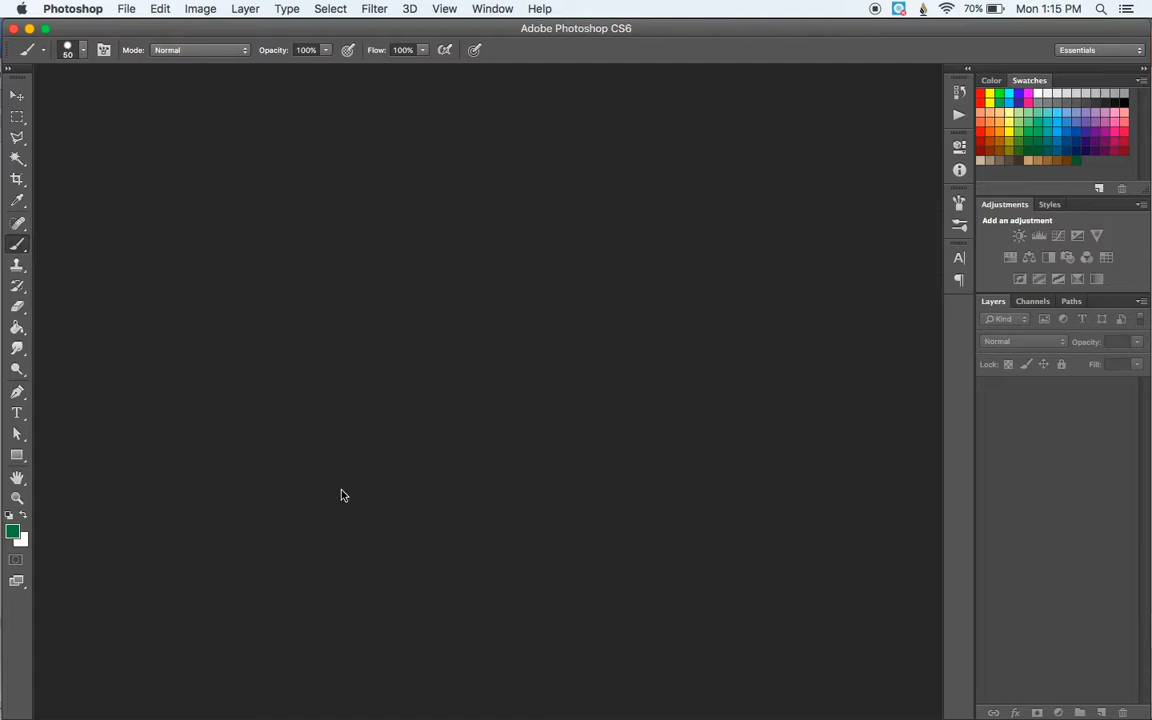 Photoshop File Edit Image Layer Type Select Filter 3D View Window Help 70% Mon 1:15 PM
Adobe Photoshop CS6
50 Mode: Normal Opacity: 100% Flow: 100% Essentials
Color Swatches
Adjustments Styles
Add an adjustment
Layers Channels Paths
Kind T
Normal Opacity:
Lock: Fill: